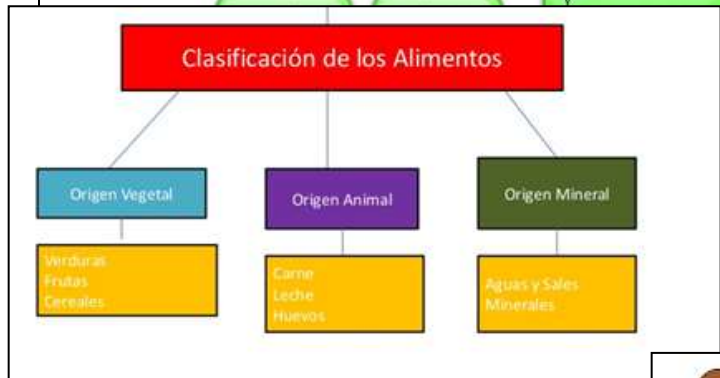 Clasificación de los Alimentos
Origen Vegetal
Origen Animal
Origen Mineral
Verduras
Frutas
Cereales
Carne
Leche
Huevos
Aguas y Sales
Minerales